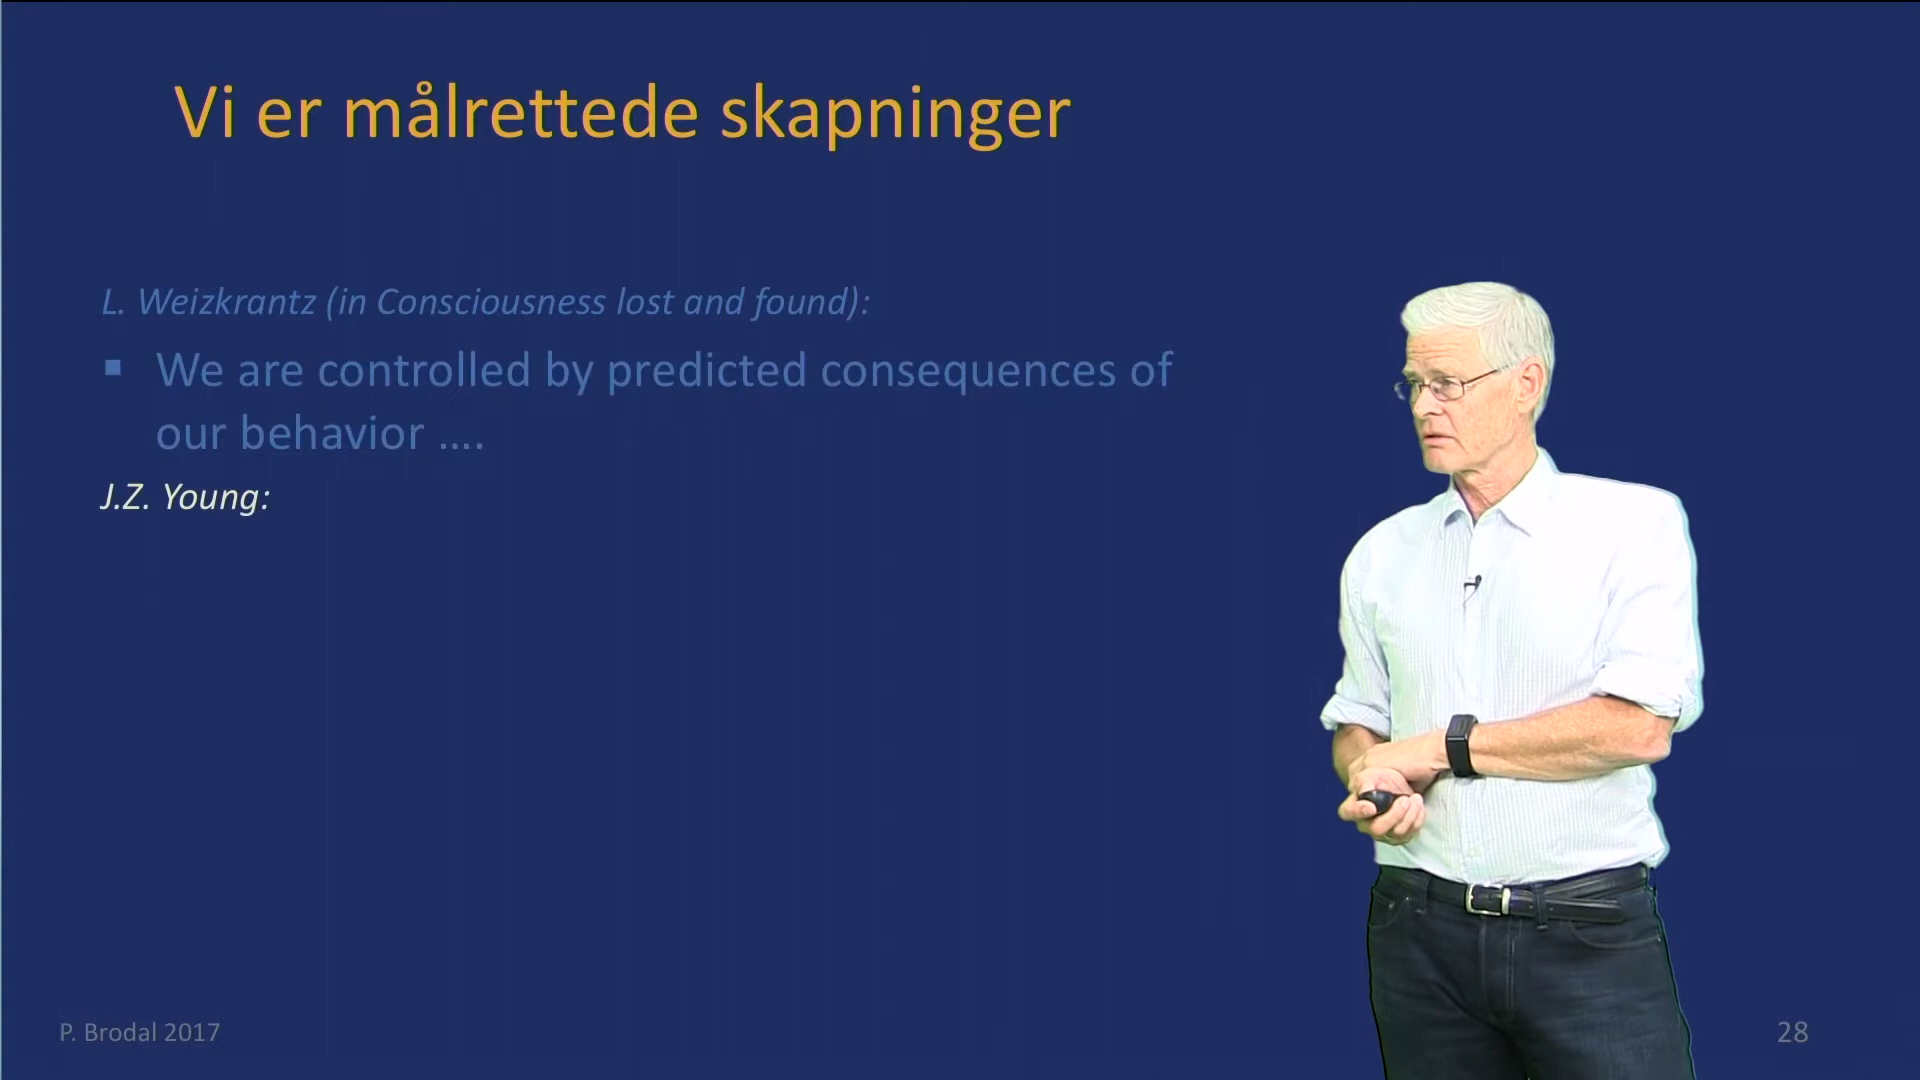 Vi er målrettede skapninger
L. Weizkrantz (in Consciousness lost and found):
▪ We are controlled by predicted consequences of
our behavior ....
J.Z. Young:
P. Brodal 2017
28